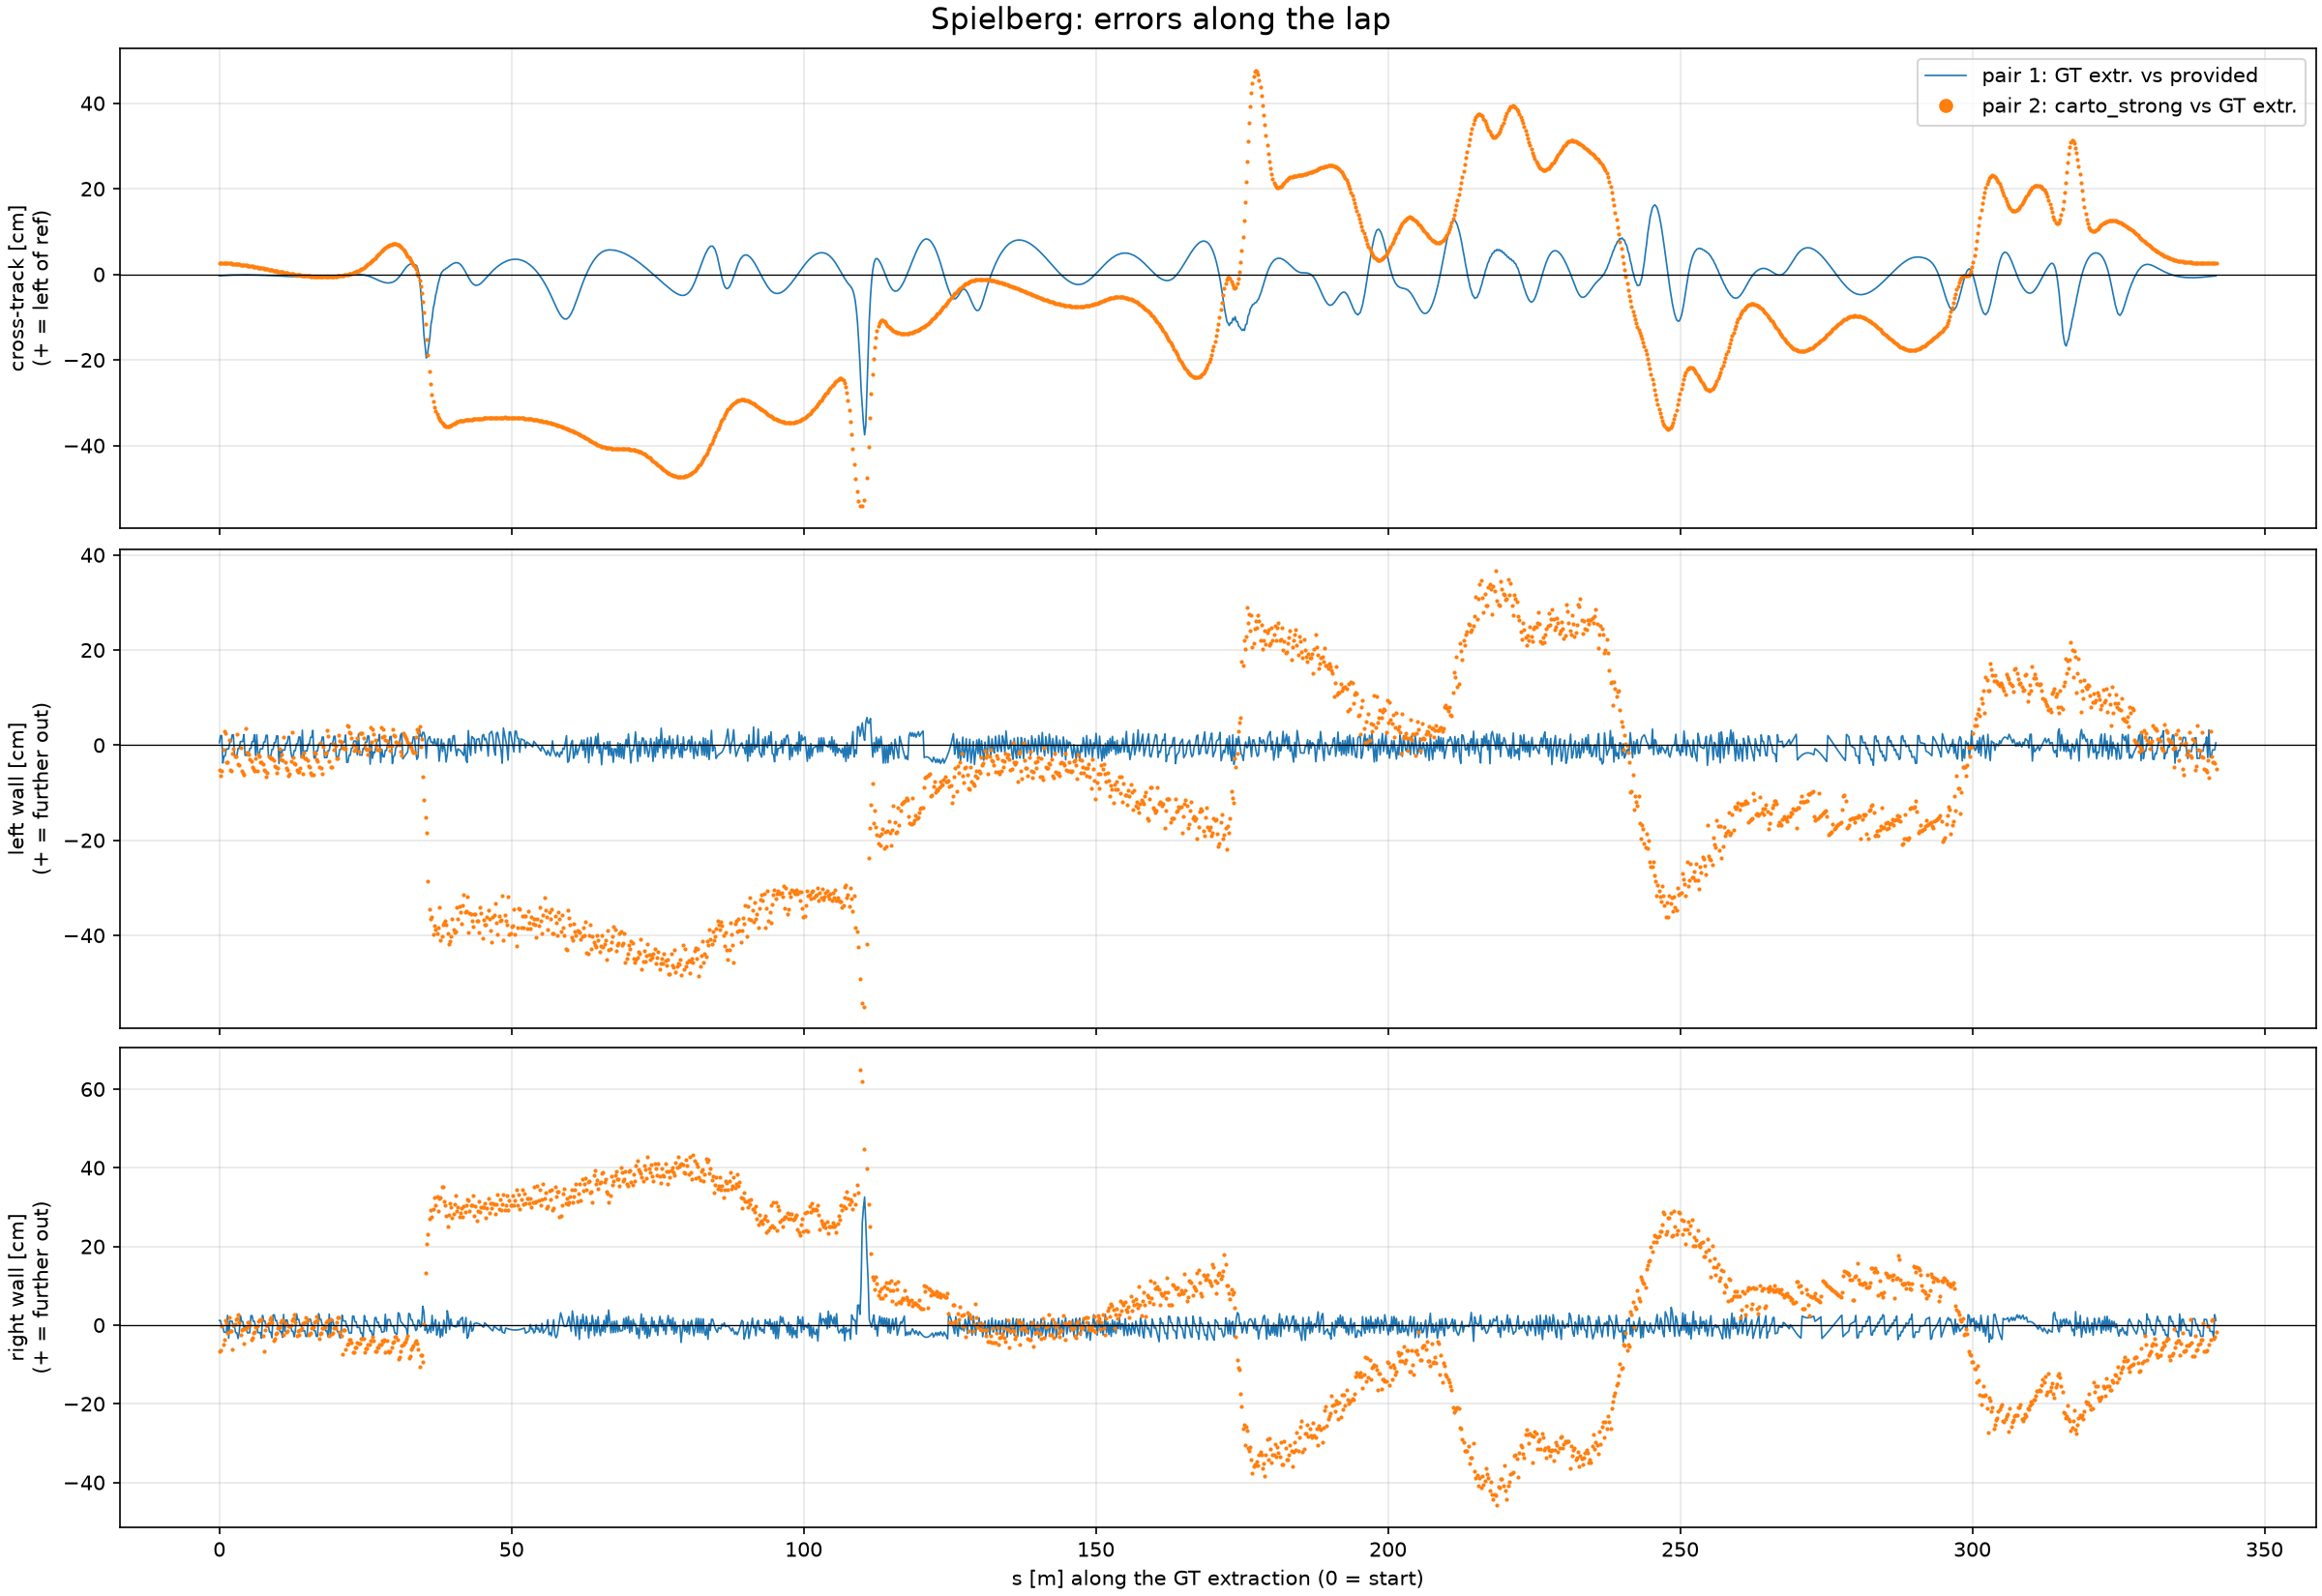 Spielberg: errors along the lap
pair 1: GT extr. vs provided
pair 2: carto_strong vs GT extr.
cross-track [cm]
(+ = left of ref)
40
20
0
−20
−40
left wall [cm]
(+ = further out)
40
20
0
−20
−40
right wall [cm]
(+ = further out)
60
40
20
0
−20
−40
0 50 100 150 200 250 300 350
s [m] along the GT extraction (0 = start)